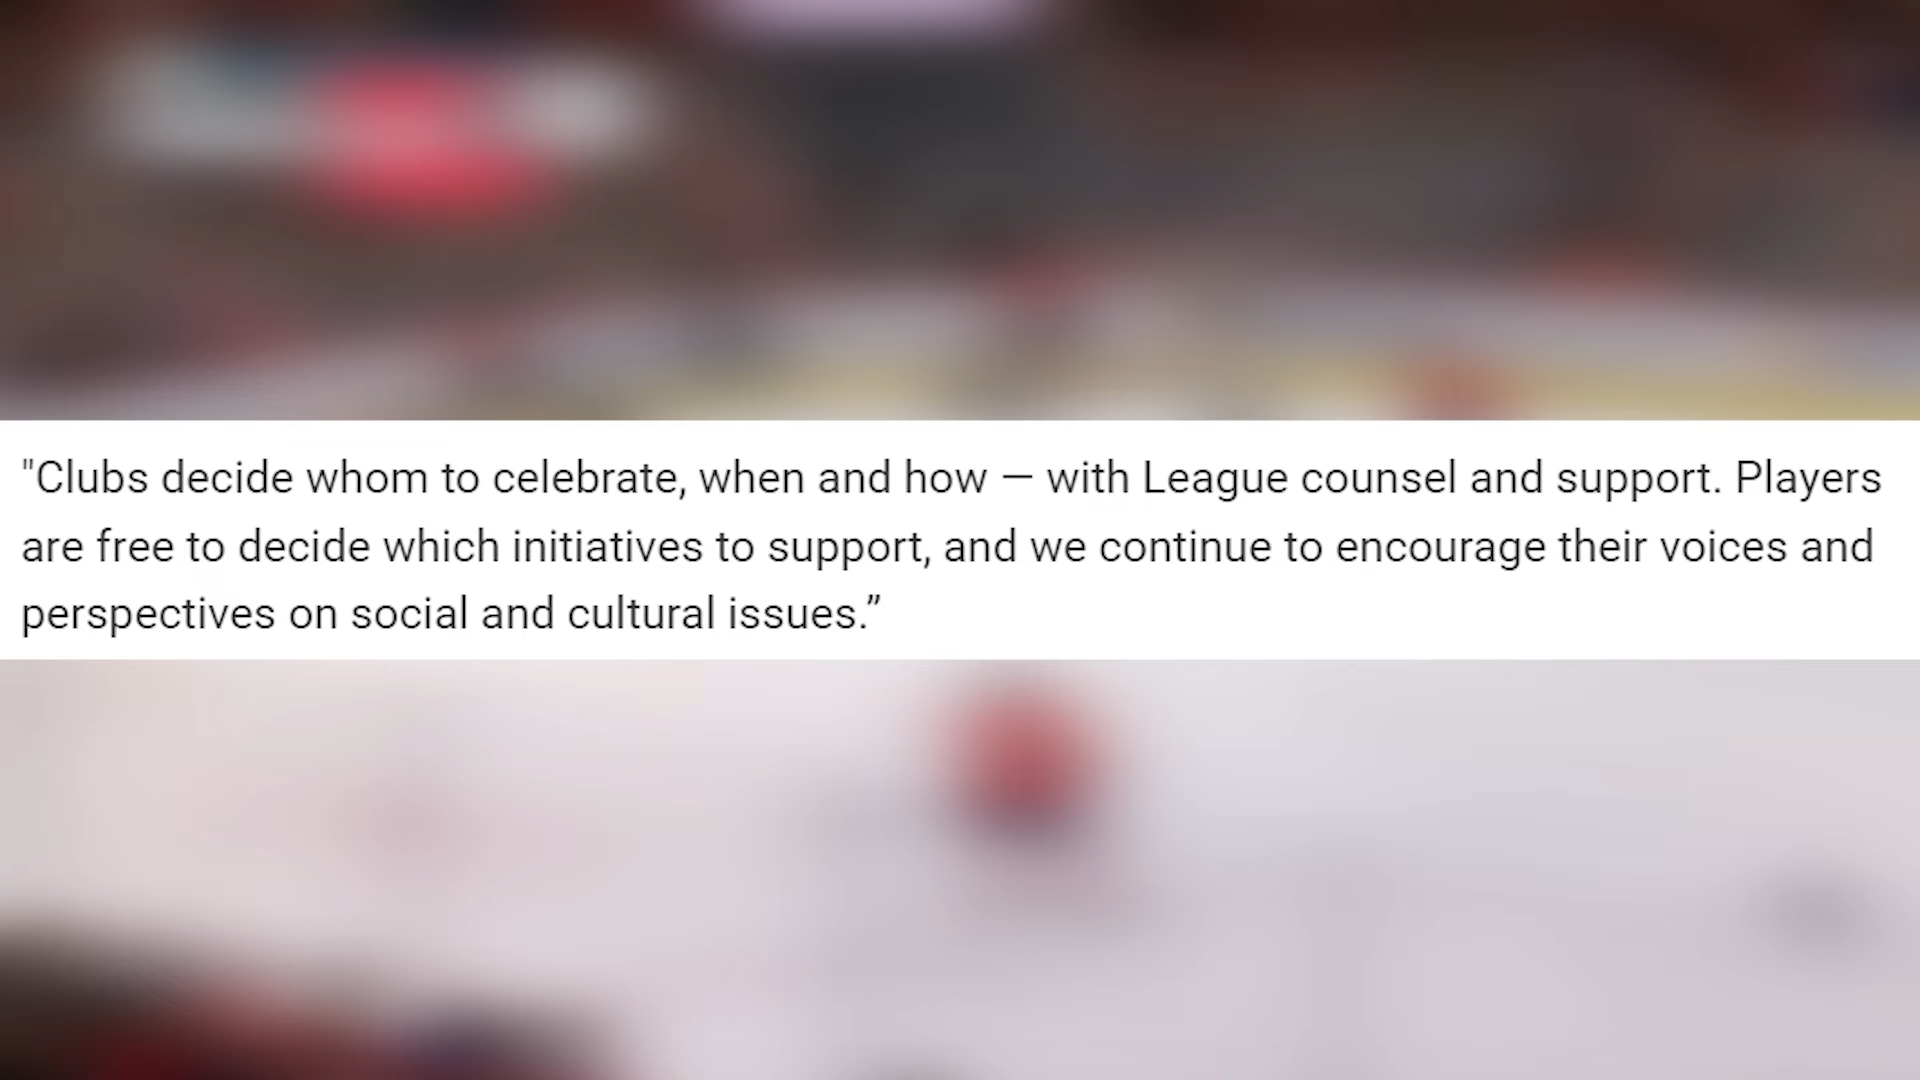 "Clubs decide whom to celebrate, when and how — with League counsel and support. Players
are free to decide which initiatives to support, and we continue to encourage their voices and
perspectives on social and cultural issues.”